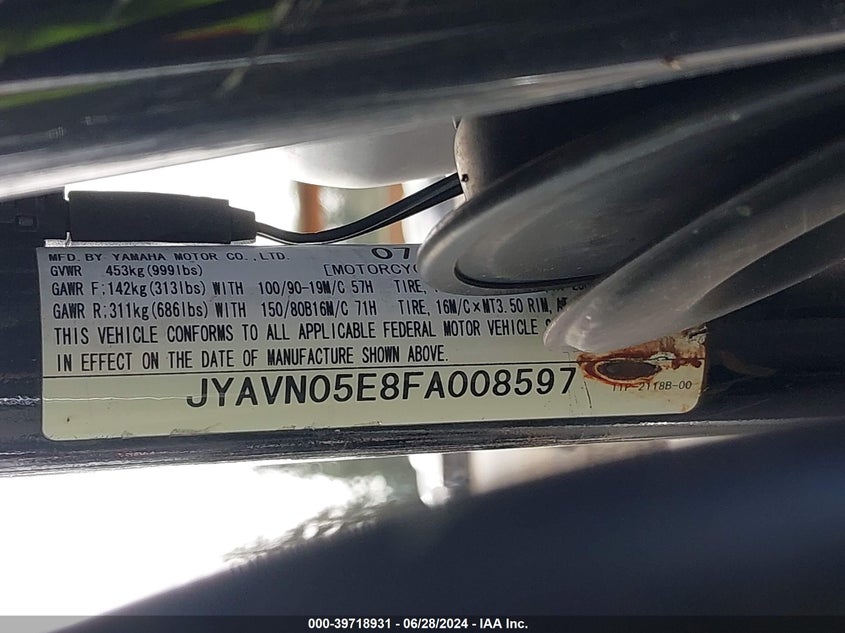 MFD. BY YAMAHA MOTOR CO., LTD. 07
GVWR 453kg(999lbs) [MOTORCYC
GAWR F: 142kg(313lbs) WITH 100/90-19M/C 57H TIRE,
GAWR R: 311kg(686lbs) WITH 150/80B16M/C 71H TIRE, 16M/C×MT3.50 RIM,
THIS VEHICLE CONFORMS TO ALL APPLICABLE FEDERAL MOTOR VEHICLE
IN EFFECT ON THE DATE OF MANUFACTURE SHOWN ABOVE.
JYAVN05E8FA008597
1TP-2118B-00
000-39718931 - 06/28/2024 - IAA Inc.